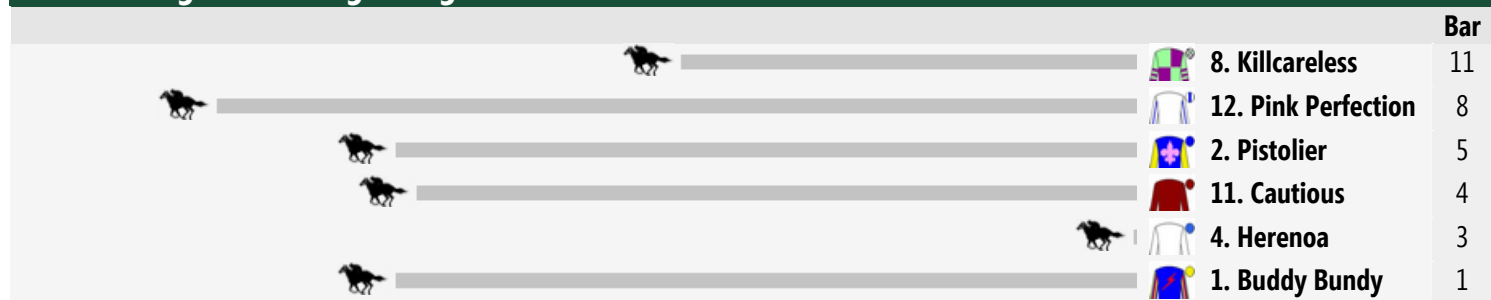 Bar
8. Killcareless 11
12. Pink Perfection 8
2. Pistolier 5
11. Cautious 4
4. Herenoa 3
1. Buddy Bundy 1